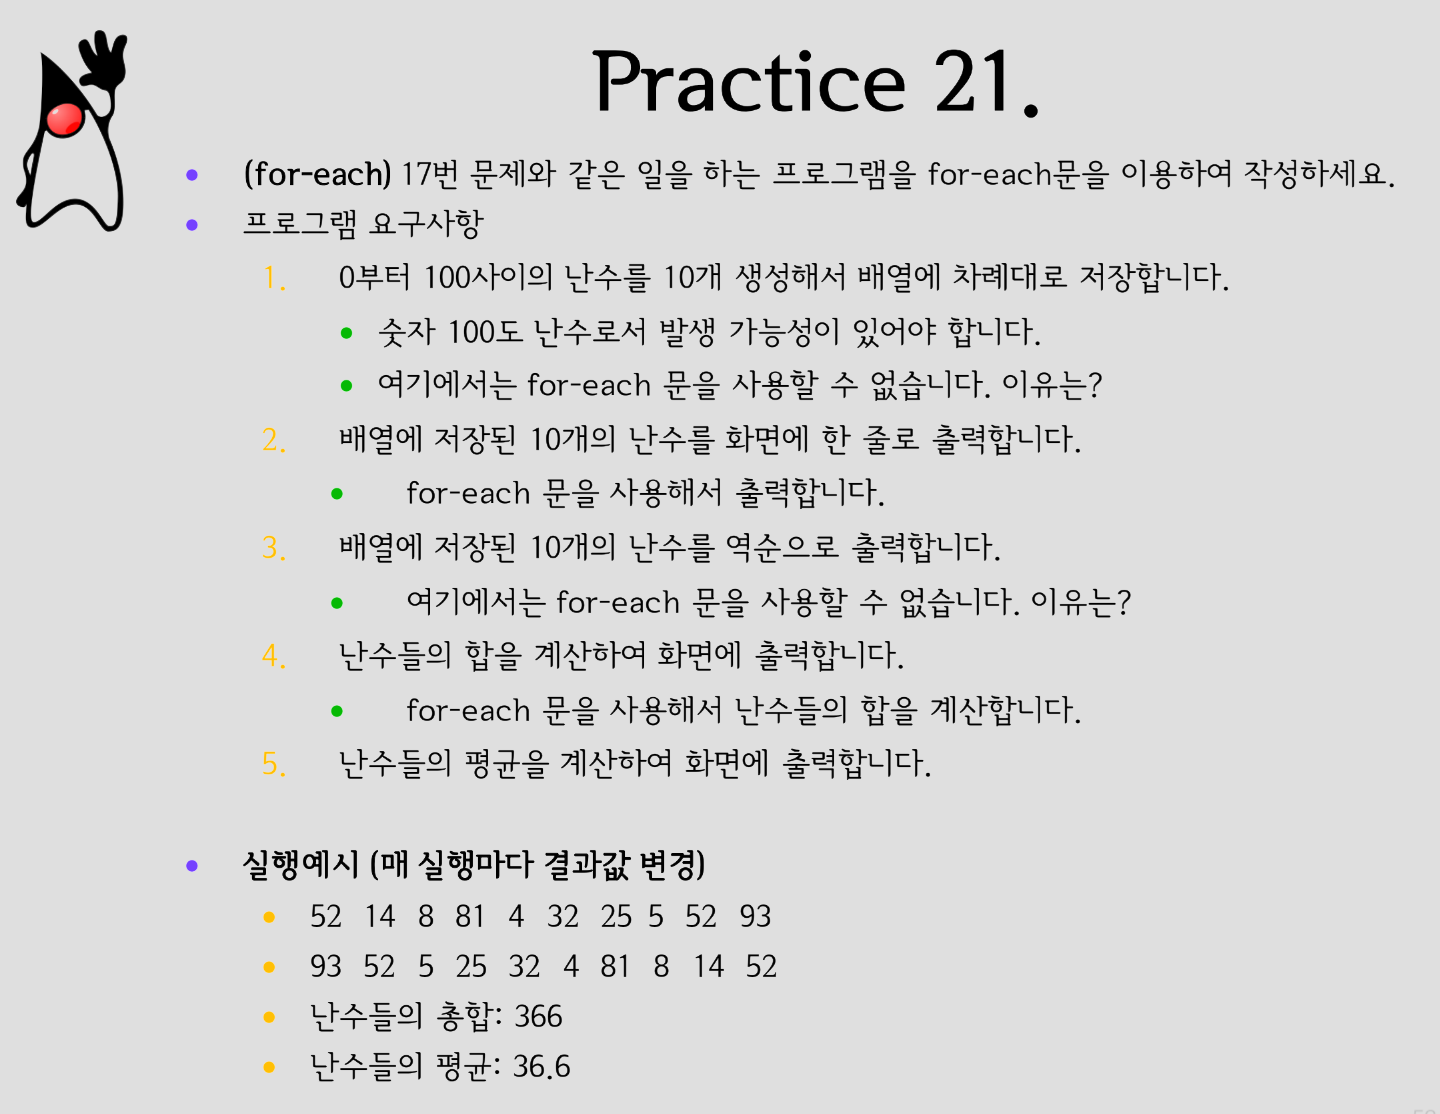 Practice 21.
• (for-each) 17번 문제와 같은 일을 하는 프로그램을 for-each문을 이용하여 작성하세요.
• 프로그램 요구사항
1. 0부터 100사이의 난수를 10개 생성해서 배열에 차례대로 저장합니다.
• 숫자 100도 난수로서 발생 가능성이 있어야 합니다.
• 여기에서는 for-each 문을 사용할 수 없습니다. 이유는?
2. 배열에 저장된 10개의 난수를 화면에 한 줄로 출력합니다.
• for-each 문을 사용해서 출력합니다.
3. 배열에 저장된 10개의 난수를 역순으로 출력합니다.
• 여기에서는 for-each 문을 사용할 수 없습니다. 이유는?
4. 난수들의 합을 계산하여 화면에 출력합니다.
• for-each 문을 사용해서 난수들의 합을 계산합니다.
5. 난수들의 평균을 계산하여 화면에 출력합니다.
• 실행예시 (매 실행마다 결과값 변경)
• 52 14 8 81 4 32 25 5 52 93
• 93 52 5 25 32 4 81 8 14 52
• 난수들의 총합: 366
• 난수들의 평균: 36.6